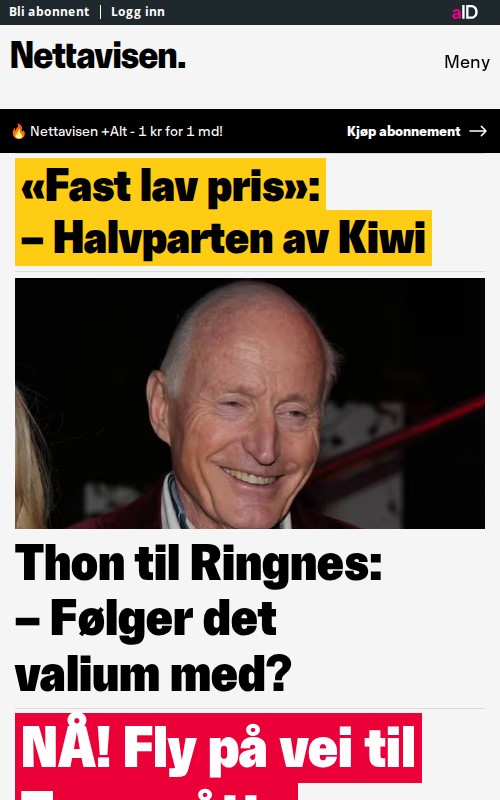 Bli abonnent | Logg inn
aID
Nettavisen.
Meny
🔥 Nettavisen +Alt - 1 kr for 1 md!
Kjøp abonnement →
«Fast lav pris»:
– Halvparten av Kiwi
Thon til Ringnes:
– Følger det
valium med?
NÅ! Fly på vei til